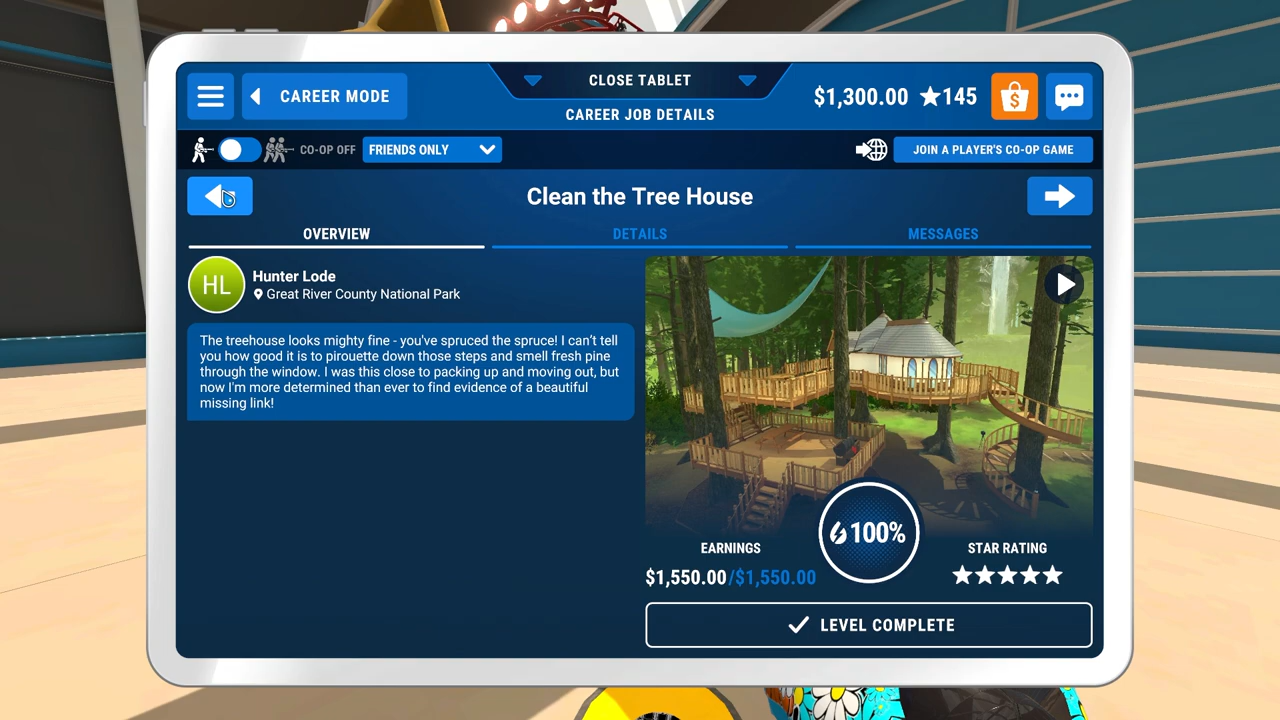 CLOSE TABLET
CAREER MODE
$1,300.00 ★145
CAREER JOB DETAILS
CO-OP OFF
FRIENDS ONLY
JOIN A PLAYER'S CO-OP GAME
Clean the Tree House
OVERVIEW
DETAILS
MESSAGES
HL
Hunter Lode
Great River County National Park
The treehouse looks mighty fine - you've spruced the spruce! I can't tell
you how good it is to pirouette down those steps and smell fresh pine
through the window. I was this close to packing up and moving out, but
now I'm more determined than ever to find evidence of a beautiful
missing link!
100%
EARNINGS
$1,550.00/$1,550.00
STAR RATING
★★★★★
LEVEL COMPLETE